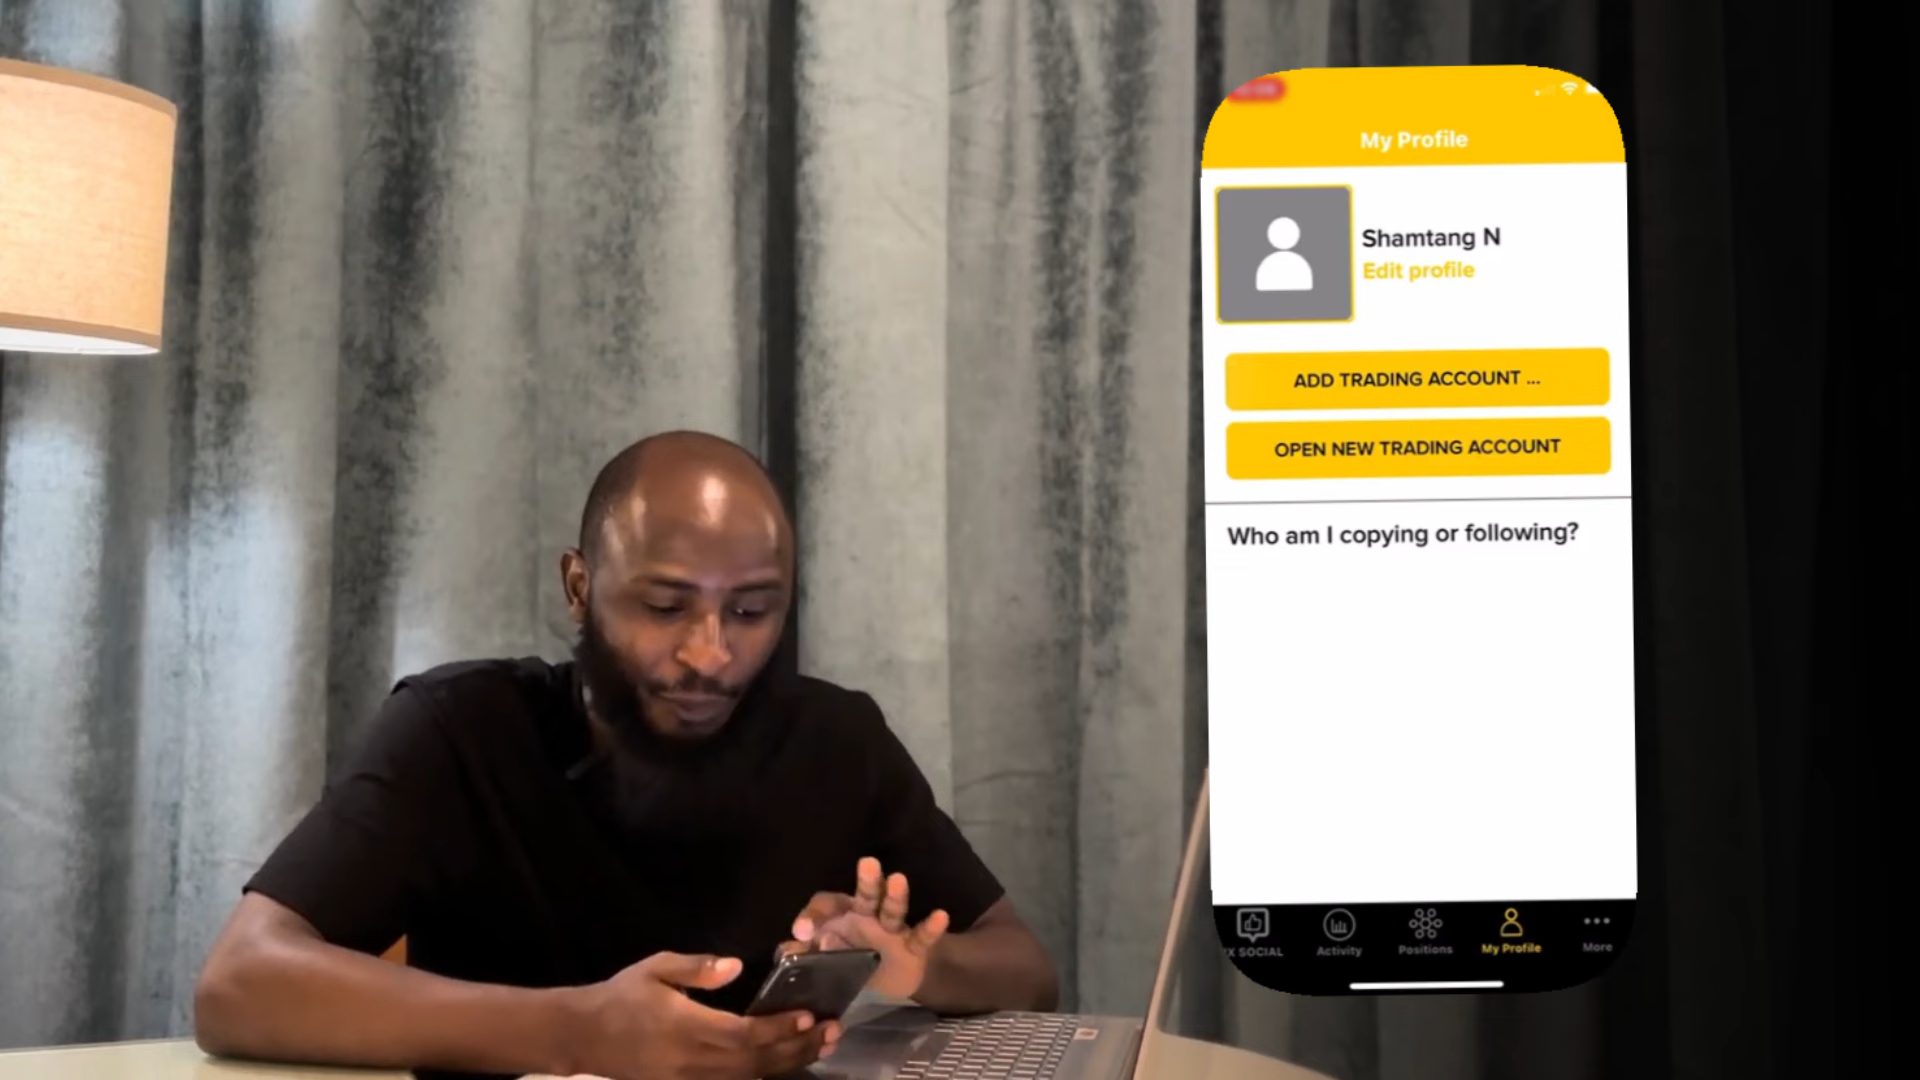 My Profile
Shamtang N
Edit profile
ADD TRADING ACCOUNT ...
OPEN NEW TRADING ACCOUNT
Who am I copying or following?
X SOCIAL
Activity
Positions
My Profile
More